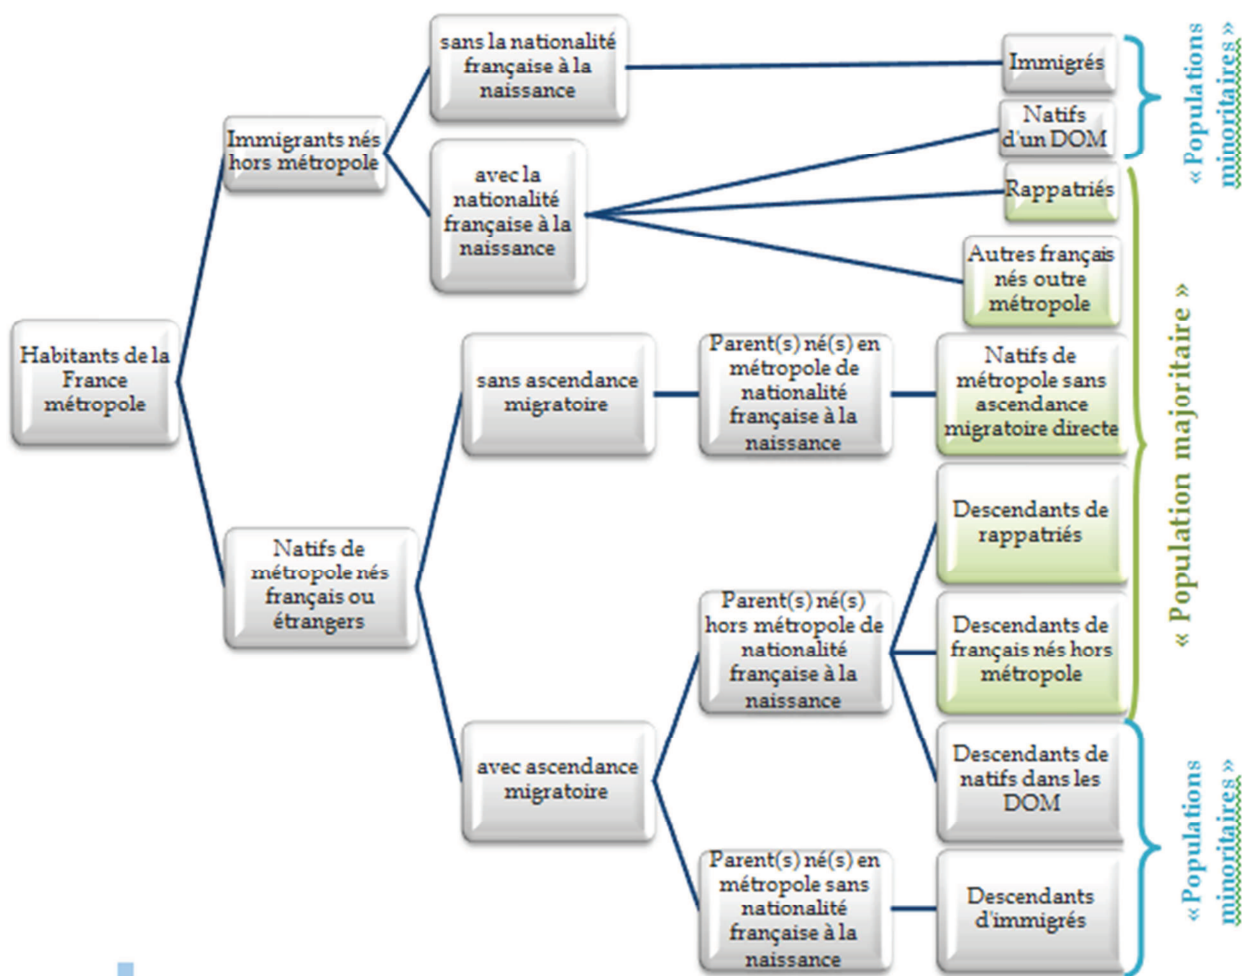 sans la nationalité
française à la
naissance
Immigrés
« Populations
minoritaires »
Natifs
d'un DOM
Immigrants nés
hors métropole
avec la
nationalité
française à la
naissance
Rappatriés
Autres français
nés outre
métropole
« Population majoritaire »
Habitants de la
France
métropole
sans ascendance
migratoire
Parent(s) né(s) en
métropole de
nationalité
française à la
naissance
Natifs de
métropole sans
ascendance
migratoire directe
Natifs de
métropole nés
français ou
étrangers
Descendants de
rappatriés
Parent(s) né(s)
hors métropole de
nationalité
française à la
naissance
Descendants de
français nés hors
métropole
avec ascendance
migratoire
Descendants de
natifs dans les
DOM
« Populations
minoritaires »
Parent(s) né(s) en
métropole sans
nationalité
française à la
naissance
Descendants
d'immigrés